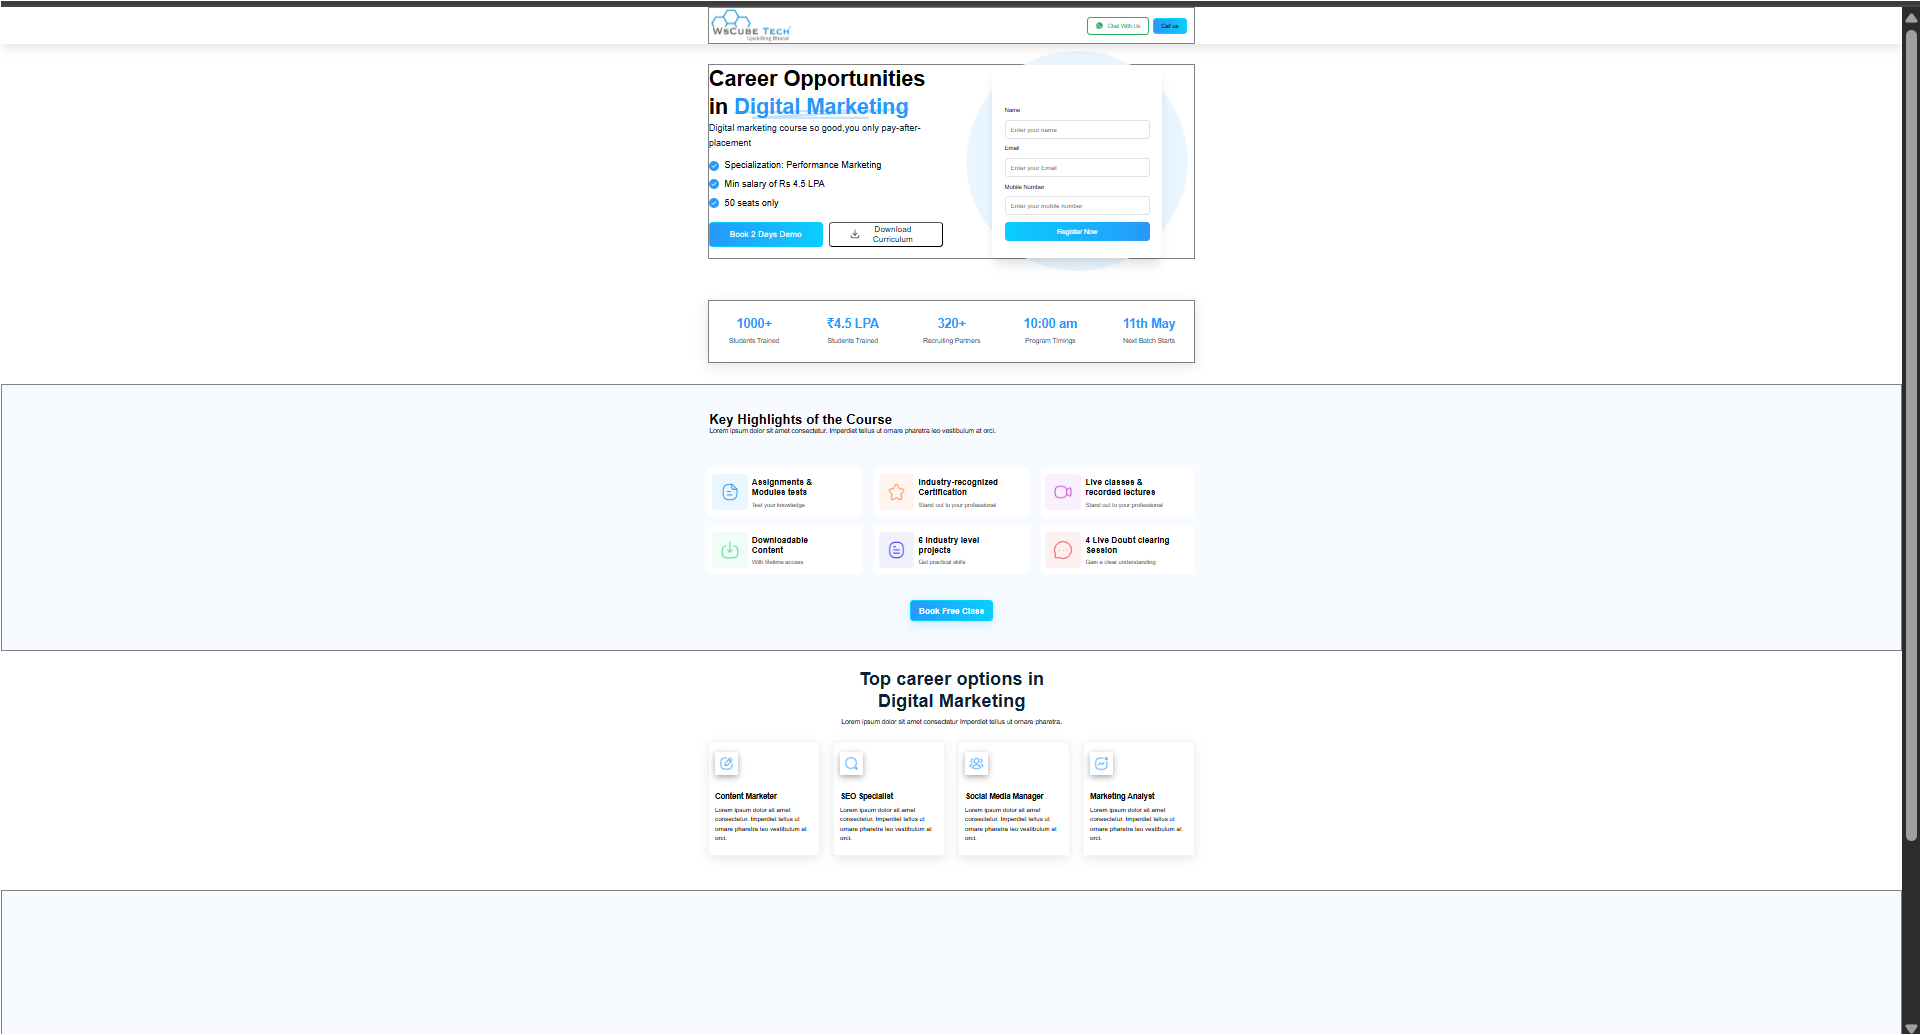 WsCube Tech
Upskilling Bharat
Chat With Us
Call us
Career Opportunities
in Digital Marketing
Digital marketing course so good,you only pay-after-
placement
Specialization: Performance Marketing
Min salary of Rs 4.5 LPA
50 seats only
Book 2 Days Demo
Download
Curriculum
Name
Enter your name
Email
Enter your Email
Mobile Number
Enter your mobile number
Register Now
1000+
Students Trained
₹4.5 LPA
Students Trained
320+
Recruiting Partners
10:00 am
Program Timings
11th May
Next Batch Starts
Key Highlights of the Course
Lorem ipsum dolor sit amet consectetur. Imperdiet tellus ut ornare pharetra leo vestibulum at orci.
Assignments &
Modules tests
Test your knowledge
Industry-recognized
Certification
Stand out to your professional
Live classes &
recorded lectures
Stand out to your professional
Downloadable
Content
With lifetime access
6 Industry level
projects
Get practical skills
4 Live Doubt clearing
Session
Gain a clear understanding
Book Free Class
Top career options in
Digital Marketing
Lorem ipsum dolor sit amet consectetur Imperdiet tellus ut ornare pharetra.
Content Marketer
Lorem ipsum dolor sit amet
consectetur. Imperdiet tellus ut
ornare pharetra leo vestibulum at
orci.
SEO Specialist
Lorem ipsum dolor sit amet
consectetur. Imperdiet tellus ut
ornare pharetra leo vestibulum at
orci.
Social Media Manager
Lorem ipsum dolor sit amet
consectetur. Imperdiet tellus ut
ornare pharetra leo vestibulum at
orci.
Marketing Analyst
Lorem ipsum dolor sit amet
consectetur. Imperdiet tellus ut
ornare pharetra leo vestibulum at
orci.